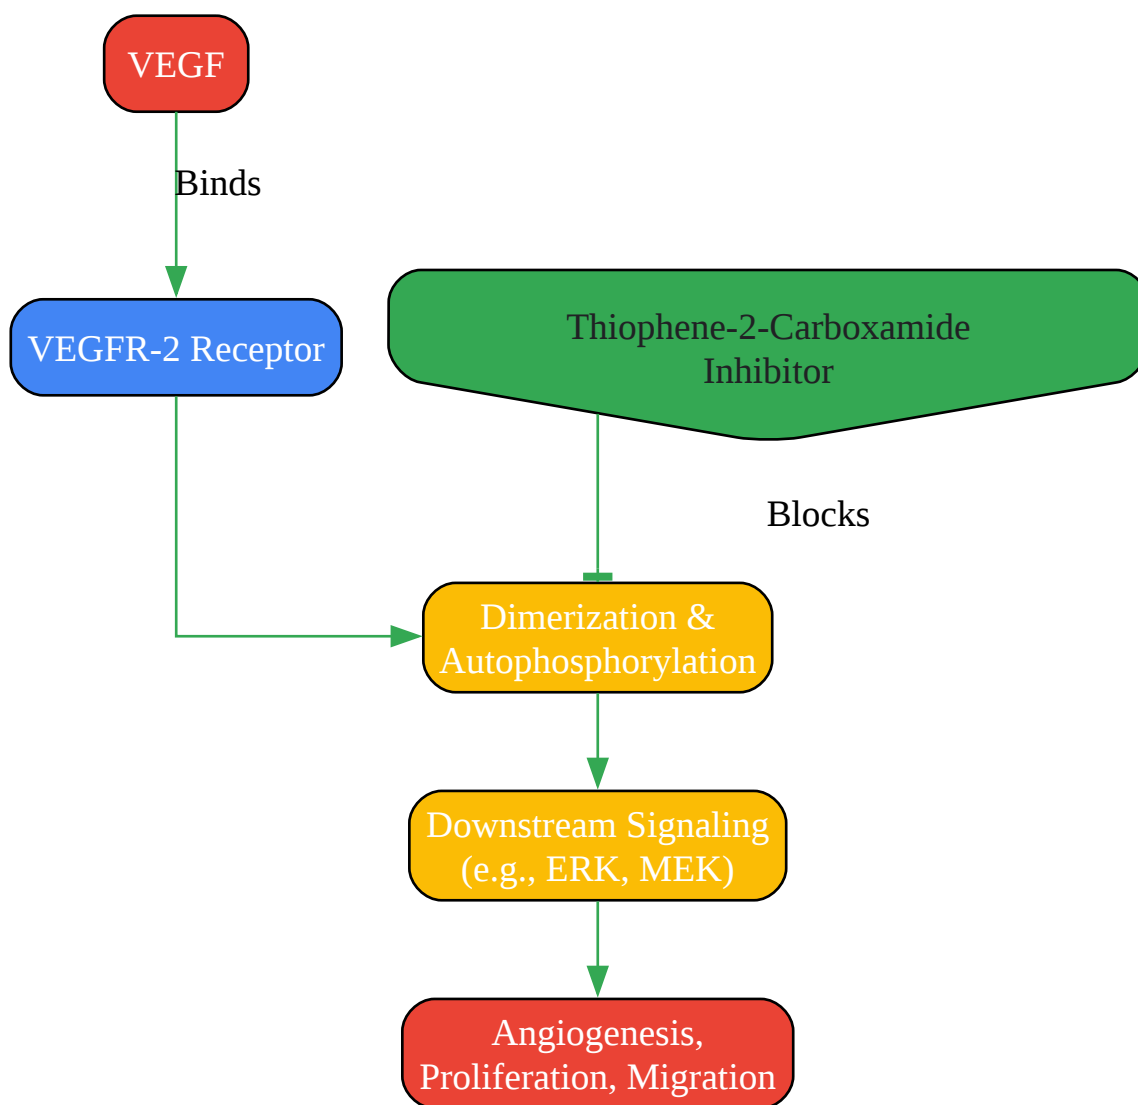 VEGF
Binds
VEGFR-2 Receptor
Thiophene-2-Carboxamide
Inhibitor
Blocks
Dimerization &
Autophosphorylation
Downstream Signaling
(e.g., ERK, MEK)
Angiogenesis,
Proliferation, Migration